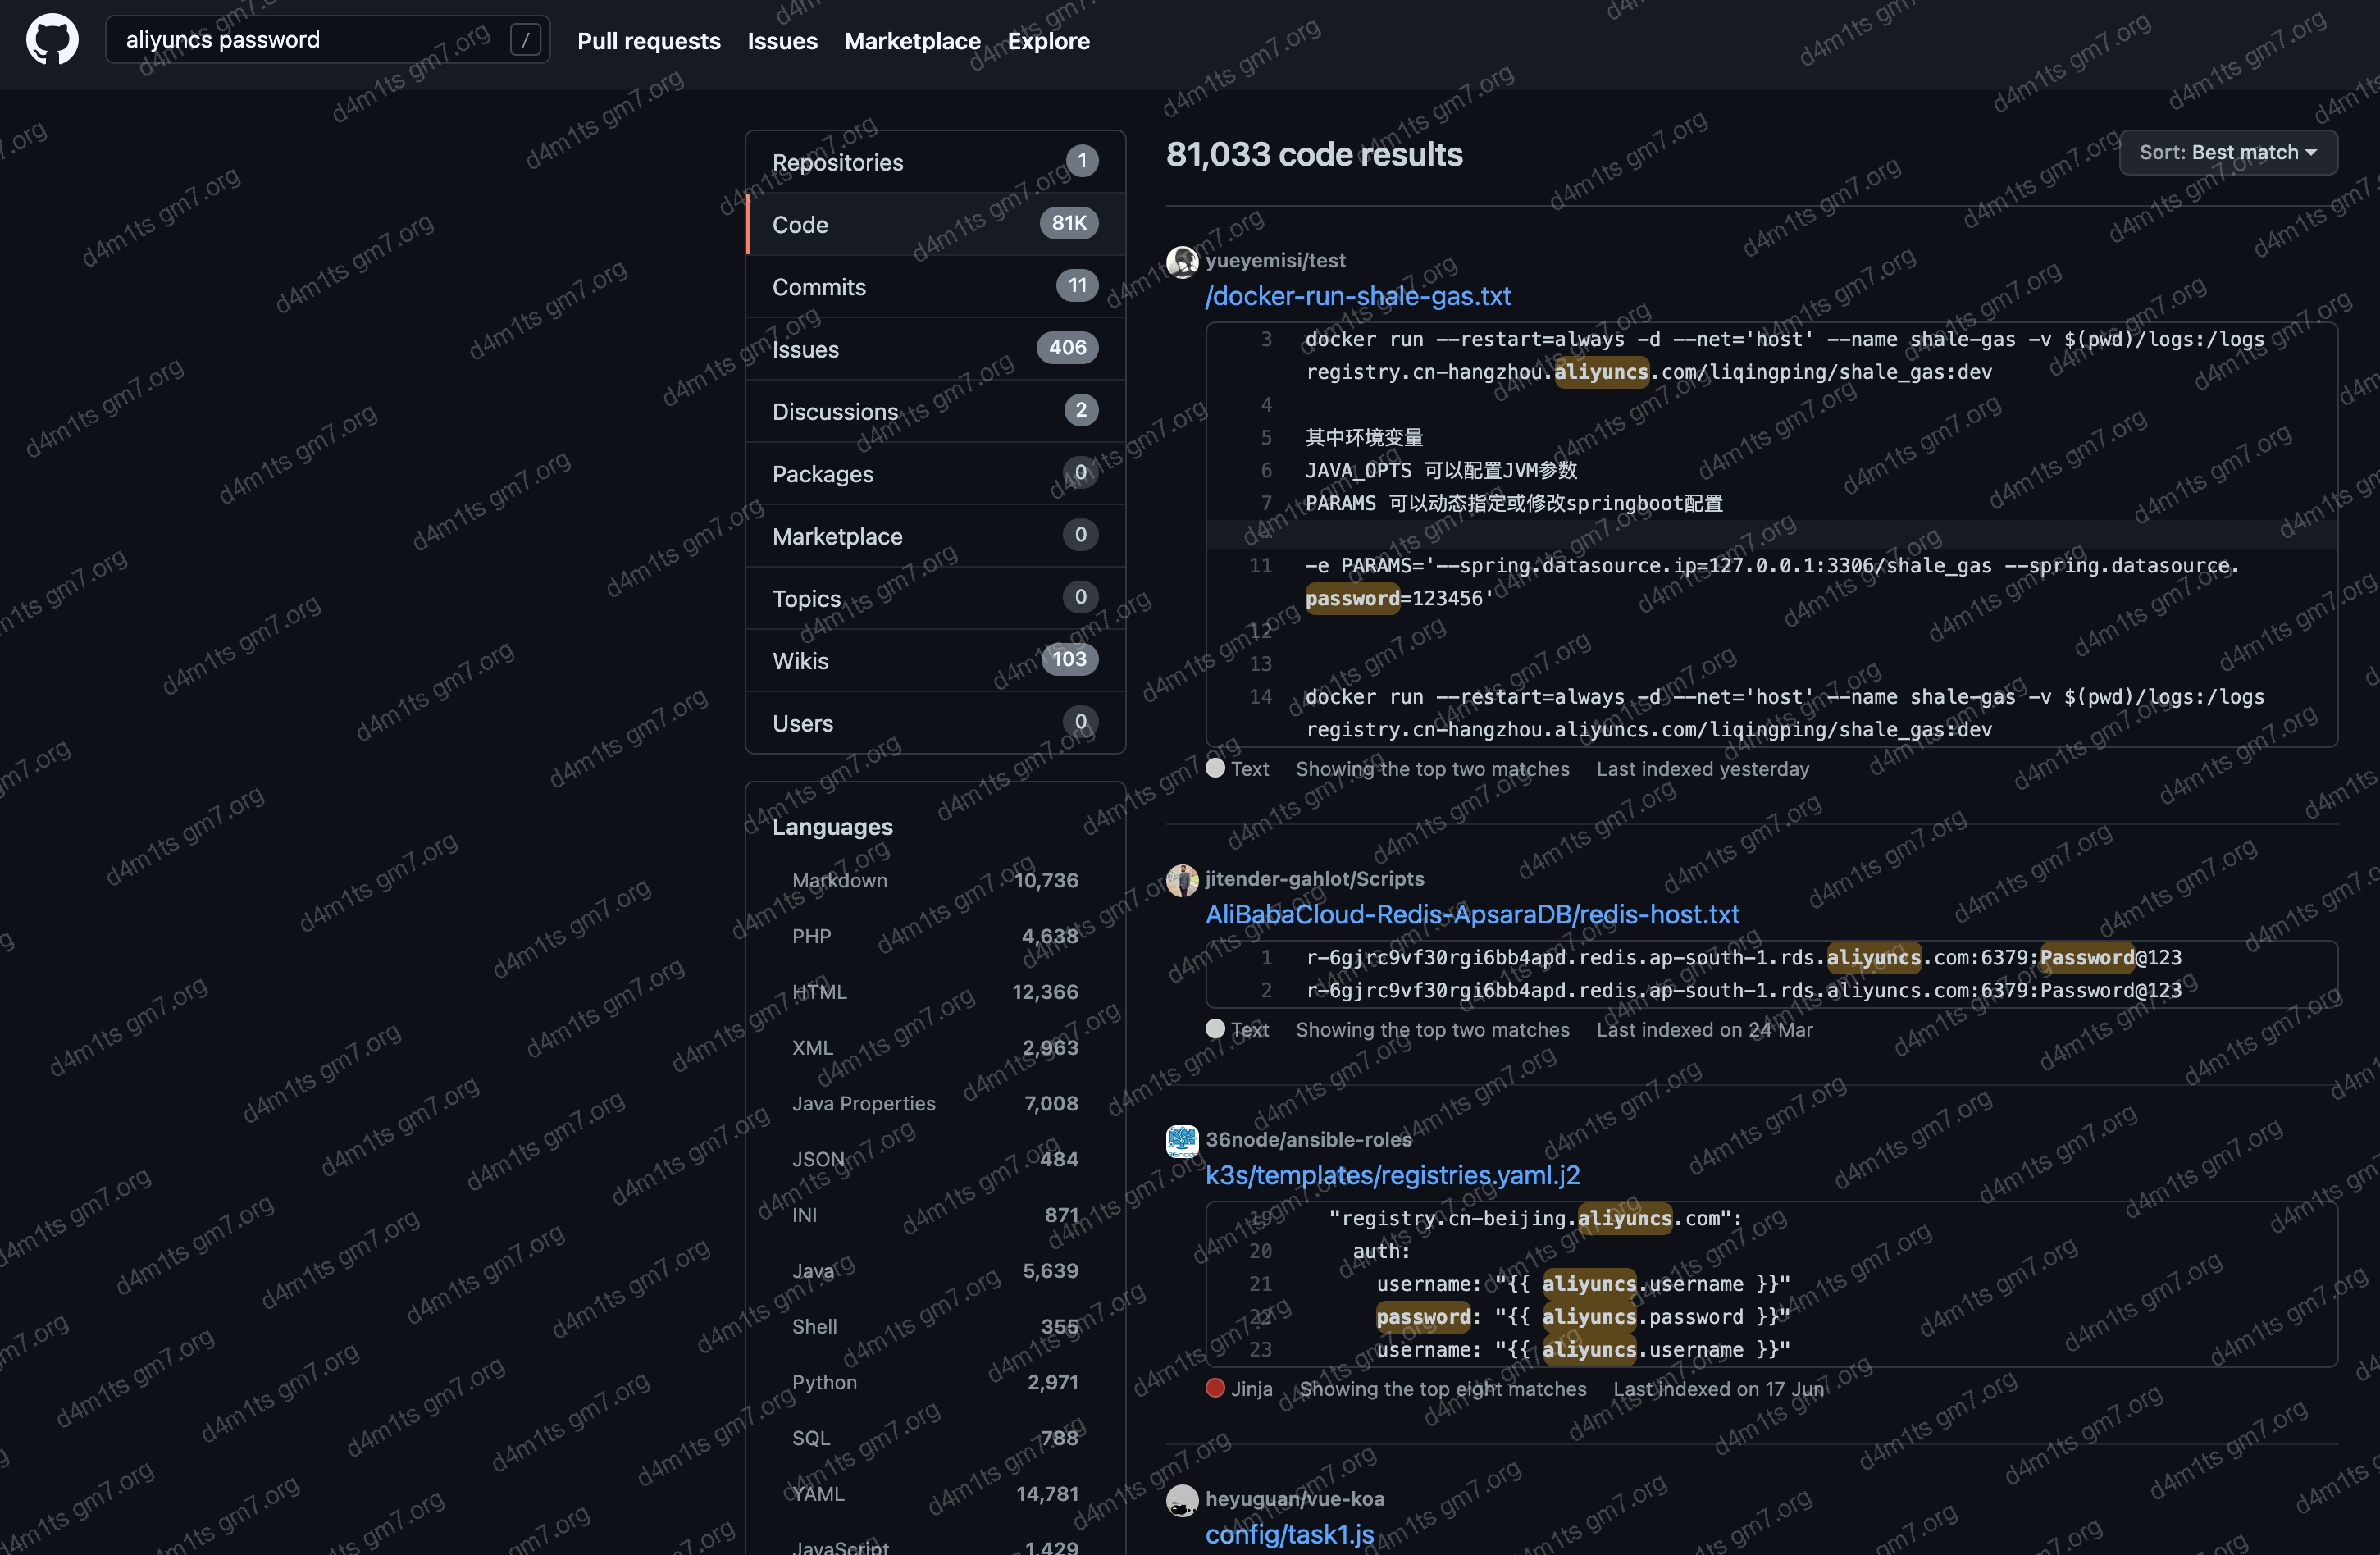 aliyuncs password
/
Pull requests
Issues
Marketplace
Explore
Repositories 1
Code 81K
Commits 11
Issues 406
Discussions 2
Packages 0
Marketplace 0
Topics 0
Wikis 103
Users 0
Languages
Markdown 10,736
PHP 4,638
HTML 12,366
XML 2,963
Java Properties 7,008
JSON 484
INI 871
Java 5,639
Shell 355
Python 2,971
SQL 788
YAML 14,781
JavaScript 1,429
81,033 code results
Sort: Best match
yueyemisi/test
/docker-run-shale-gas.txt
3 docker run --restart=always -d --net='host' --name shale-gas -v $(pwd)/logs:/logs
registry.cn-hangzhou.aliyuncs.com/liqingping/shale_gas:dev
4
5 其中环境变量
6 JAVA_OPTS 可以配置JVM参数
7 PARAMS 可以动态指定或修改springboot配置
…
11 -e PARAMS='--spring.datasource.ip=127.0.0.1:3306/shale_gas --spring.datasource.
password=123456'
12
13
14 docker run --restart=always -d --net='host' --name shale-gas -v $(pwd)/logs:/logs
registry.cn-hangzhou.aliyuncs.com/liqingping/shale_gas:dev
Text Showing the top two matches Last indexed yesterday
jitender-gahlot/Scripts
AliBabaCloud-Redis-ApsaraDB/redis-host.txt
1 r-6gjrc9vf30rgi6bb4apd.redis.ap-south-1.rds.aliyuncs.com:6379:Password@123
2 r-6gjrc9vf30rgi6bb4apd.redis.ap-south-1.rds.aliyuncs.com:6379:Password@123
Text Showing the top two matches Last indexed on 24 Mar
36node/ansible-roles
k3s/templates/registries.yaml.j2
19 "registry.cn-beijing.aliyuncs.com":
20 auth:
21 username: "{{ aliyuncs.username }}"
22 password: "{{ aliyuncs.password }}"
23 username: "{{ aliyuncs.username }}"
Jinja Showing the top eight matches Last indexed on 17 Jun
heyuguan/vue-koa
config/task1.js
d4m1ts gm7.org